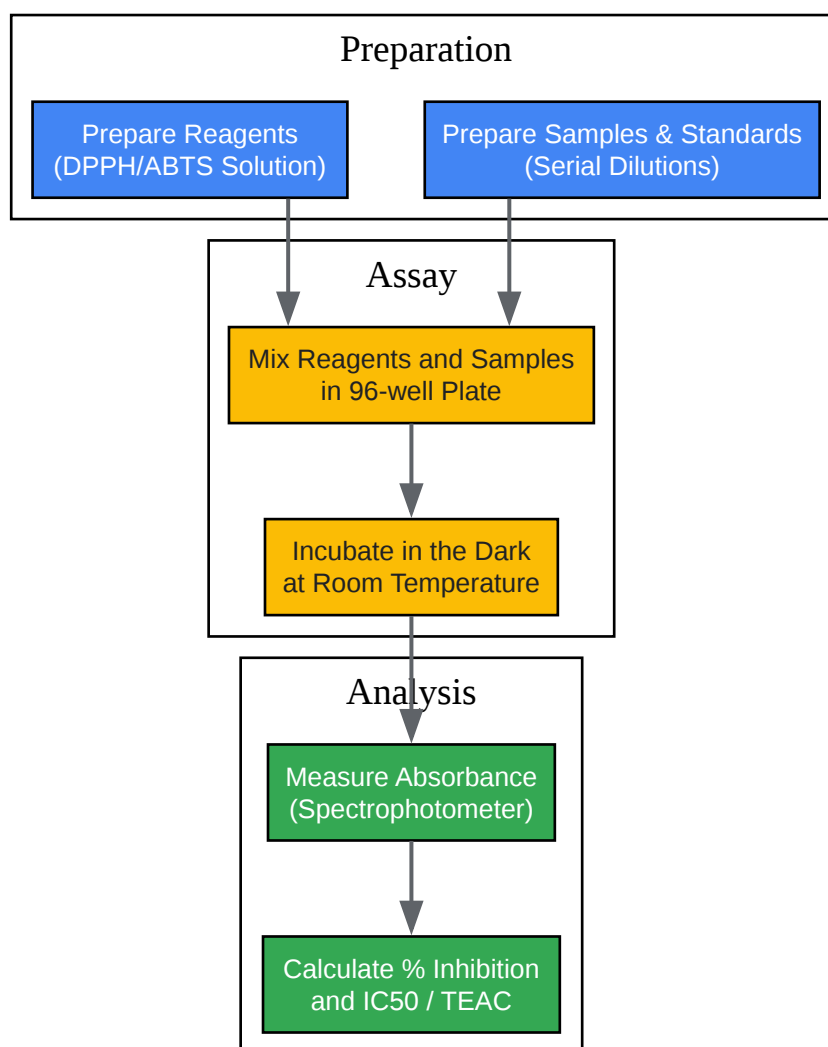 Preparation
Prepare Reagents
(DPPH/ABTS Solution)
Prepare Samples & Standards
(Serial Dilutions)
Assay
Mix Reagents and Samples
in 96-well Plate
Incubate in the Dark
at Room Temperature
Analysis
Measure Absorbance
(Spectrophotometer)
Calculate % Inhibition
and IC50 / TEAC